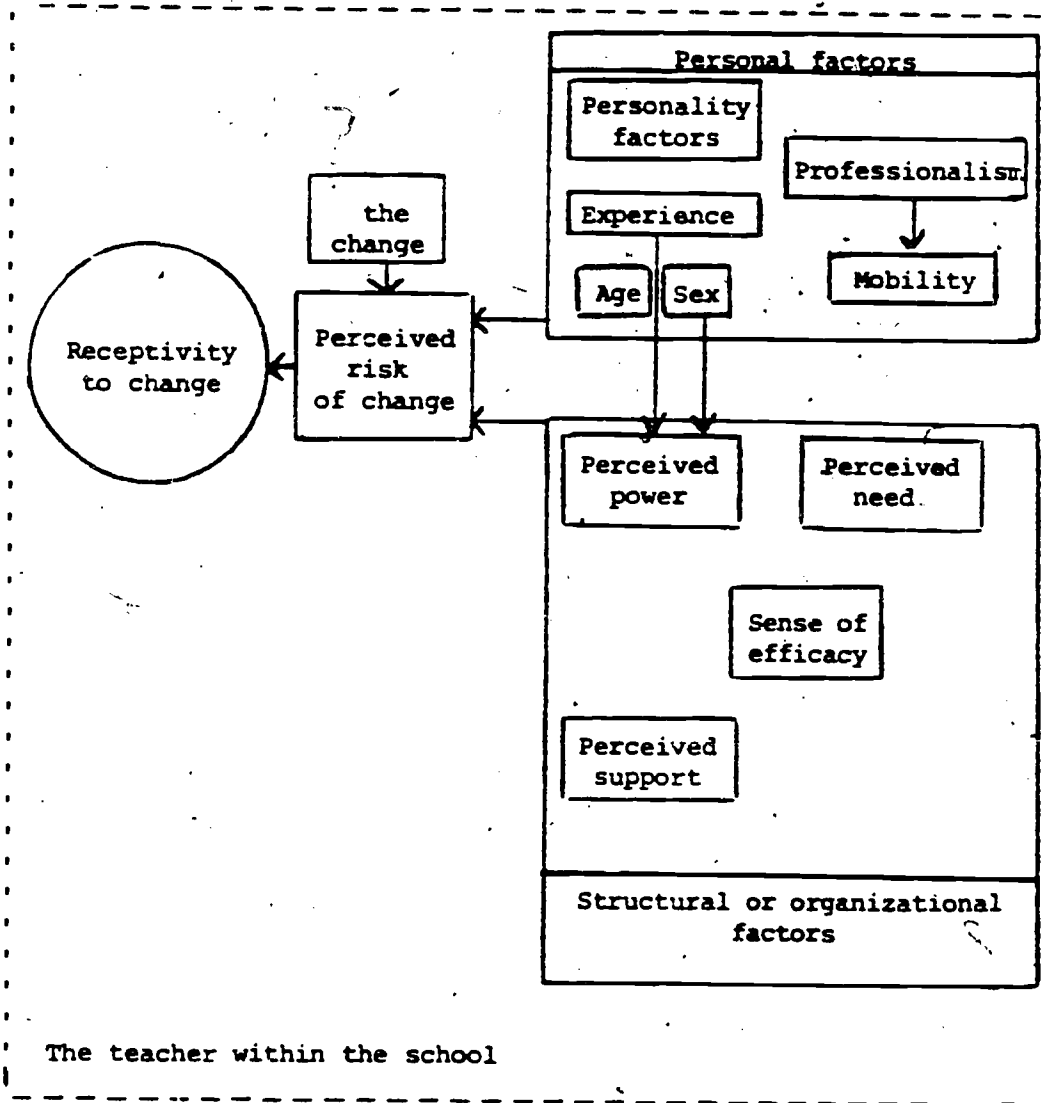 Personal factors
Personality
factors
Professionalism
Experience
the
change
Age
Sex
Mobility
Receptivity
to change
Perceived
risk
of change
Perceived
power
Perceived
need
Sense of
efficacy
Perceived
support
Structural or organizational
factors
The teacher within the school